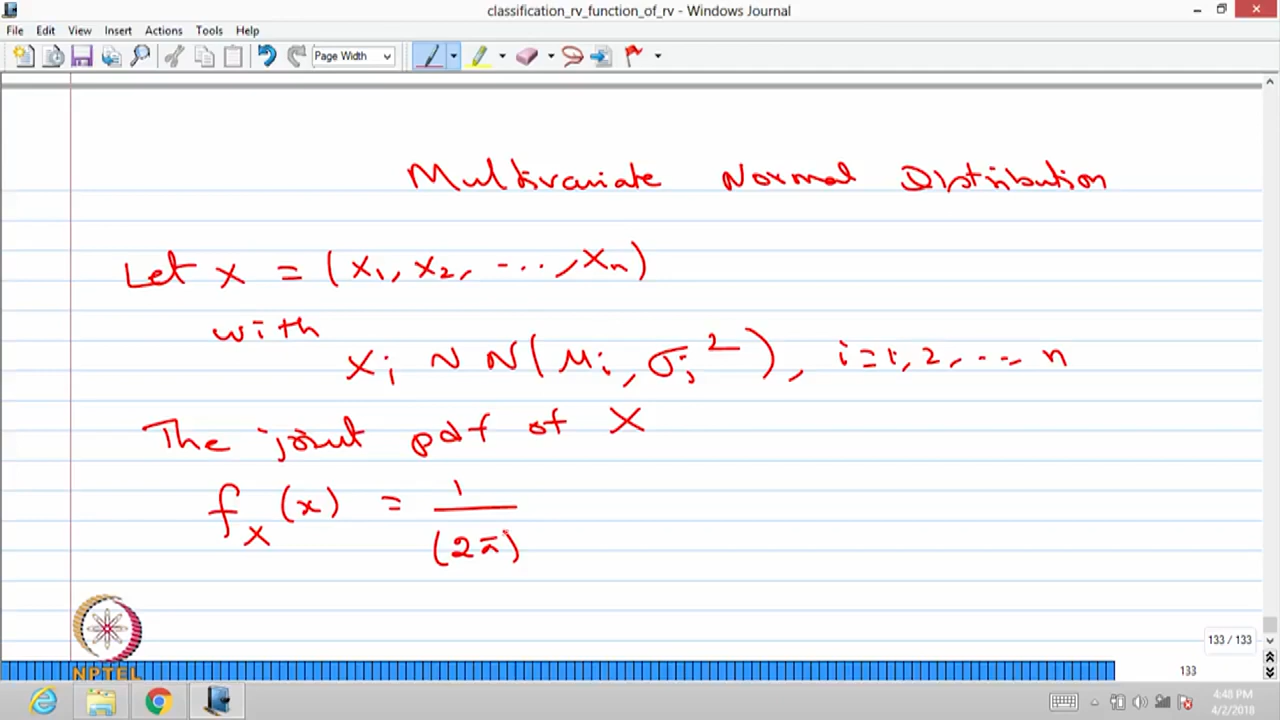 classification_rv_function_of_rv - Windows Journal
File Edit View Insert Actions Tools Help
Page Width
Multivariate Normal Distribution
Let X = (X₁, X₂, ..., Xₙ)
with
Xᵢ ~ N(μᵢ, σᵢ²), i=1, 2, ..., n
The joint pdf of X
f_X(x) = 1/(2π)
133 / 133
NPTEL
133
4:48 PM
4/2/2018